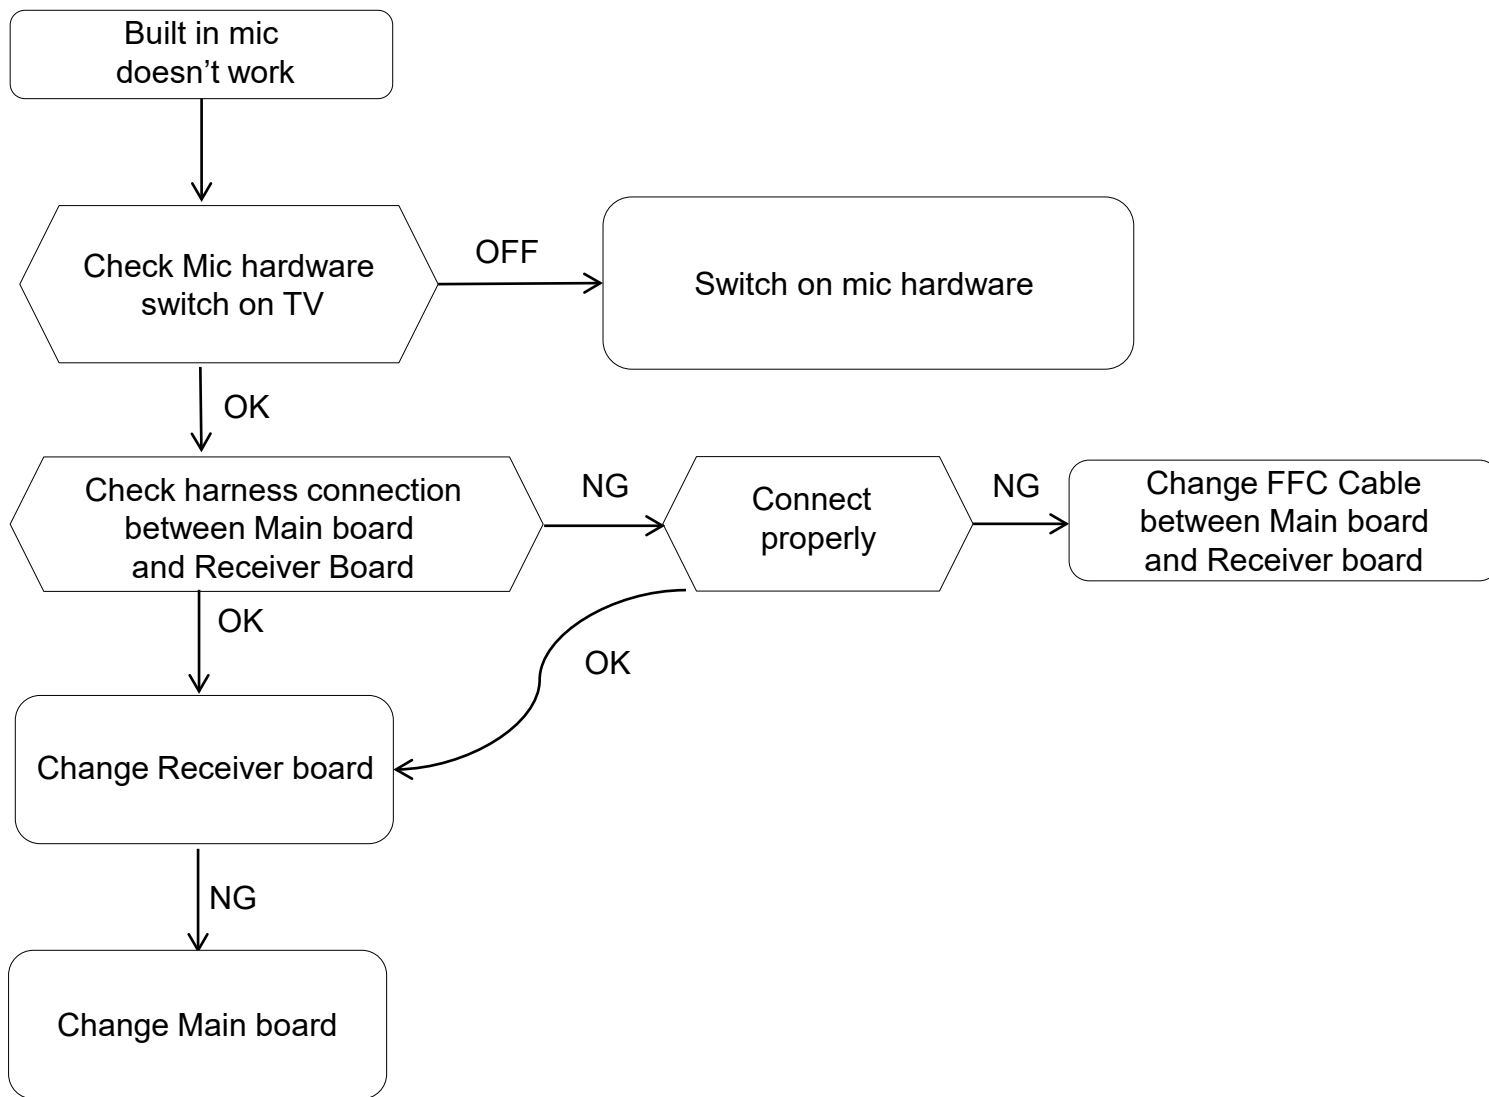 Built in mic
doesn’t work
Check Mic hardware
switch on TV
OFF
Switch on mic hardware
OK
Check harness connection
between Main board
and Receiver Board
NG
Connect
properly
NG
Change FFC Cable
between Main board
and Receiver board
OK
OK
Change Receiver board
NG
Change Main board